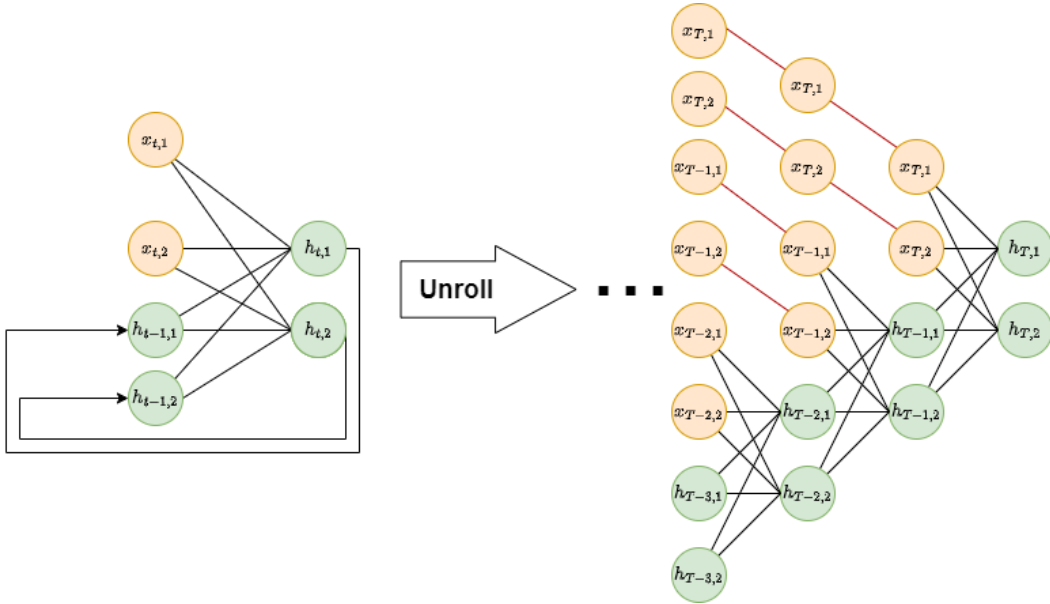 x_{t,1}
x_{t,2}
h_{t,1}
h_{t−1,1}
h_{t,2}
h_{t−1,2}
Unroll
...
x_{T,1}
x_{T,1}
x_{T,2}
x_{T−1,1}
x_{T,2}
x_{T,1}
x_{T−1,2}
x_{T−1,1}
x_{T,2}
h_{T,1}
x_{T−2,1}
x_{T−1,2}
h_{T−1,1}
h_{T,2}
x_{T−2,2}
h_{T−2,1}
h_{T−1,2}
h_{T−3,1}
h_{T−2,2}
h_{T−3,2}